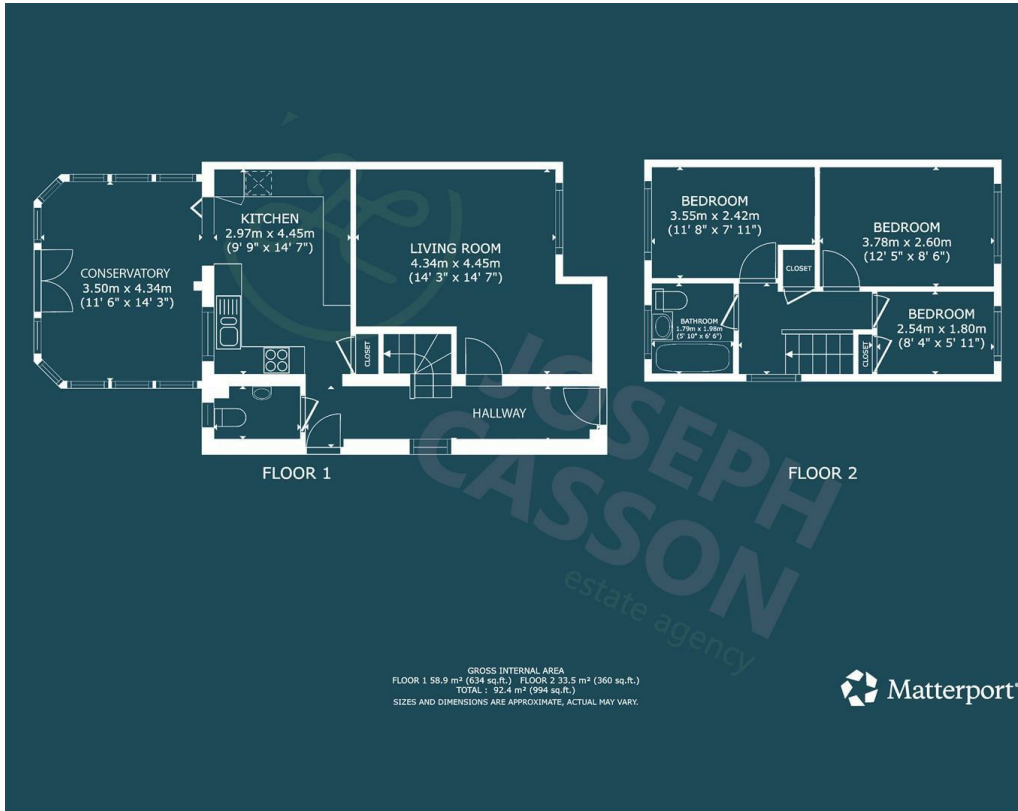 CONSERVATORY
3.50m x 4.34m
(11' 6" x 14' 3")
KITCHEN
2.97m x 4.45m
(9' 9" x 14' 7")
LIVING ROOM
4.34m x 4.45m
(14' 3" x 14' 7")
CLOSET
HALLWAY
FLOOR 1
BEDROOM
3.55m x 2.42m
(11' 8" x 7' 11")
BEDROOM
3.78m x 2.60m
(12' 5" x 8' 6")
CLOSET
BATHROOM
1.79m x 1.98m
(5' 10" x 6' 6")
BEDROOM
2.54m x 1.80m
(8' 4" x 5' 11")
CLOSET
FLOOR 2
JOSEPH
CASSON
estate agency
GROSS INTERNAL AREA
FLOOR 1 58.9 m² (634 sq.ft.) FLOOR 2 33.5 m² (360 sq.ft.)
TOTAL : 92.4 m² (994 sq.ft.)
SIZES AND DIMENSIONS ARE APPROXIMATE, ACTUAL MAY VARY.
Matterport